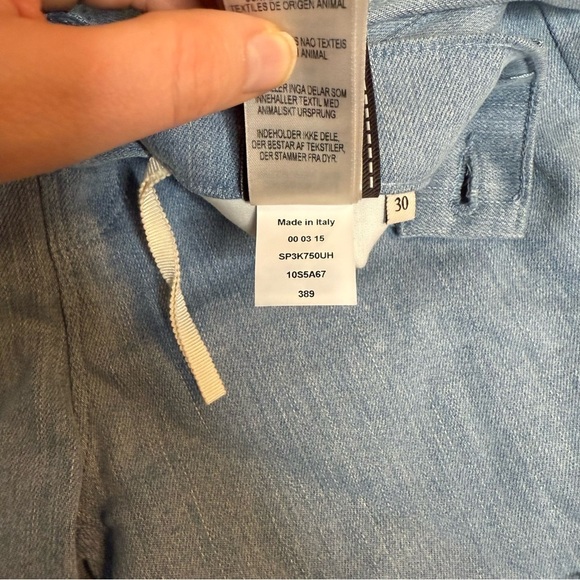 TEXTILES DE ORIGEN ANIMAL
S NAO TEXTEIS
ANIMAL
LLER INGA DELAR SOM
INNEHALLER TEXTIL MED
ANIMALISKT URSPRUNG
INDEHOLDER IKKE DELE,
DER BESTAR AF TEKSTILER,
DER STAMMER FRA DYR.
30
Made in Italy
00 03 15
SP3K750UH
10S5A67
389